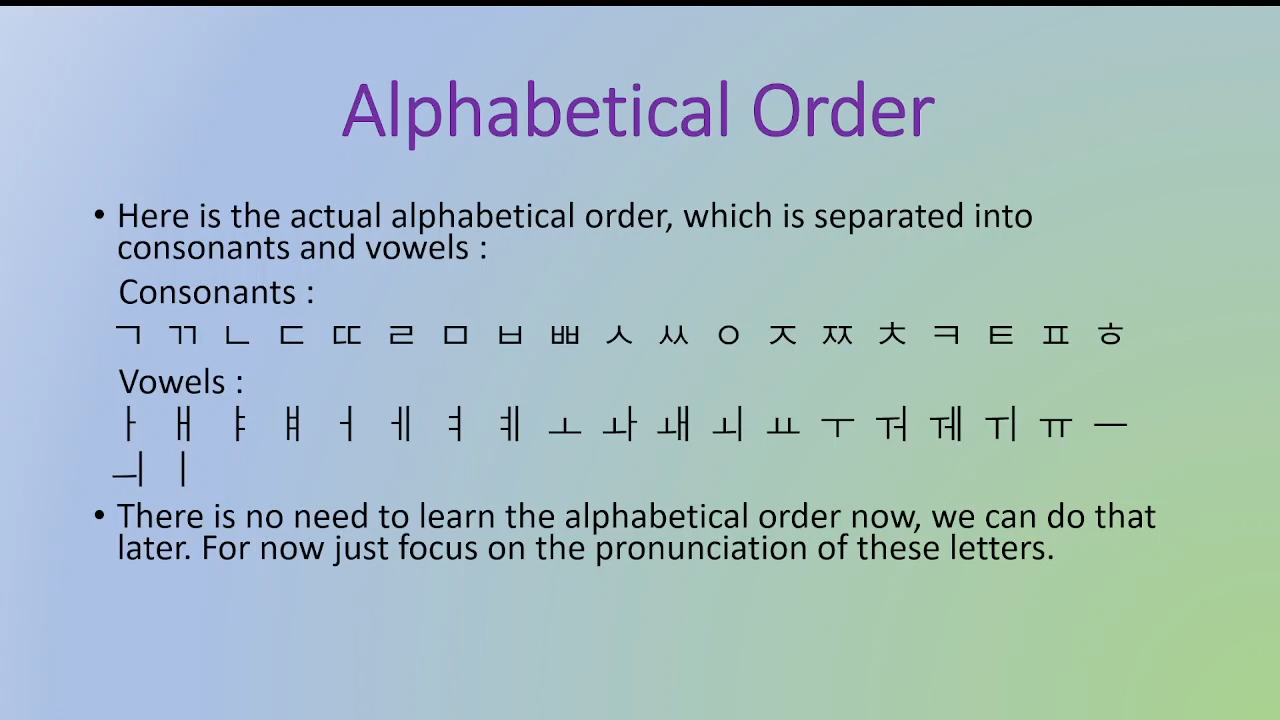 Alphabetical Order
• Here is the actual alphabetical order, which is separated into
consonants and vowels :
Consonants :
ㄱ ㄲ ㄴ ㄷ ㄸ ㄹ ㅁ ㅂ ㅃ ㅅ ㅆ ㅇ ㅈ ㅉ ㅊ ㅋ ㅌ ㅍ ㅎ
Vowels :
ㅏ ㅐ ㅑ ㅒ ㅓ ㅔ ㅕ ㅖ ㅗ ㅘ ㅙ ㅚ ㅛ ㅜ ㅝ ㅞ ㅟ ㅠ ㅡ
ㅢ ㅣ
• There is no need to learn the alphabetical order now, we can do that
later. For now just focus on the pronunciation of these letters.